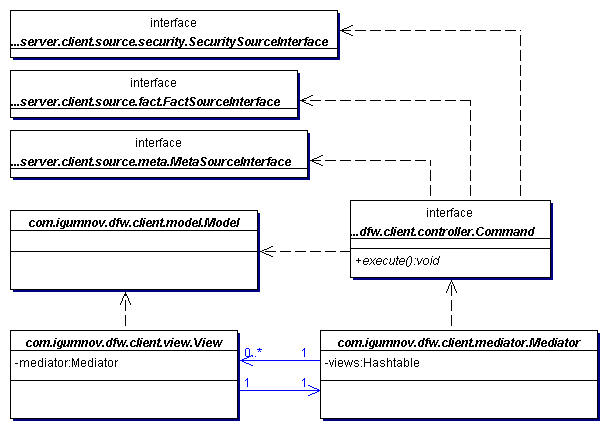 interface
...server.client.source.security.SecuritySourceInterface
interface
...server.client.source.fact.FactSourceInterface
interface
...server.client.source.meta.MetaSourceInterface
com.igumnov.dfw.client.model.Model
interface
...dfw.client.controller.Command
+execute():void
com.igumnov.dfw.client.view.View
-mediator:Mediator
0..*
1
1
1
com.igumnov.dfw.client.mediator.Mediator
-views:Hashtable